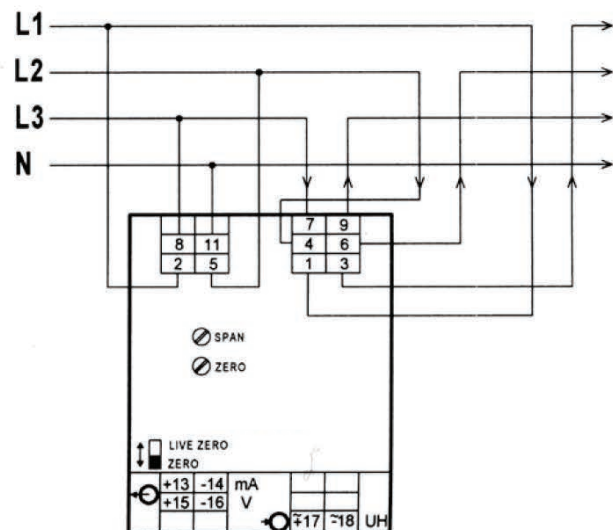 L1
L2
L3
N
7 9
8 11 4 6
2 5 1 3
SPAN
ZERO
LIVE ZERO
ZERO
+13 -14 mA
+15 -16 V
≂17 ≂18 UH